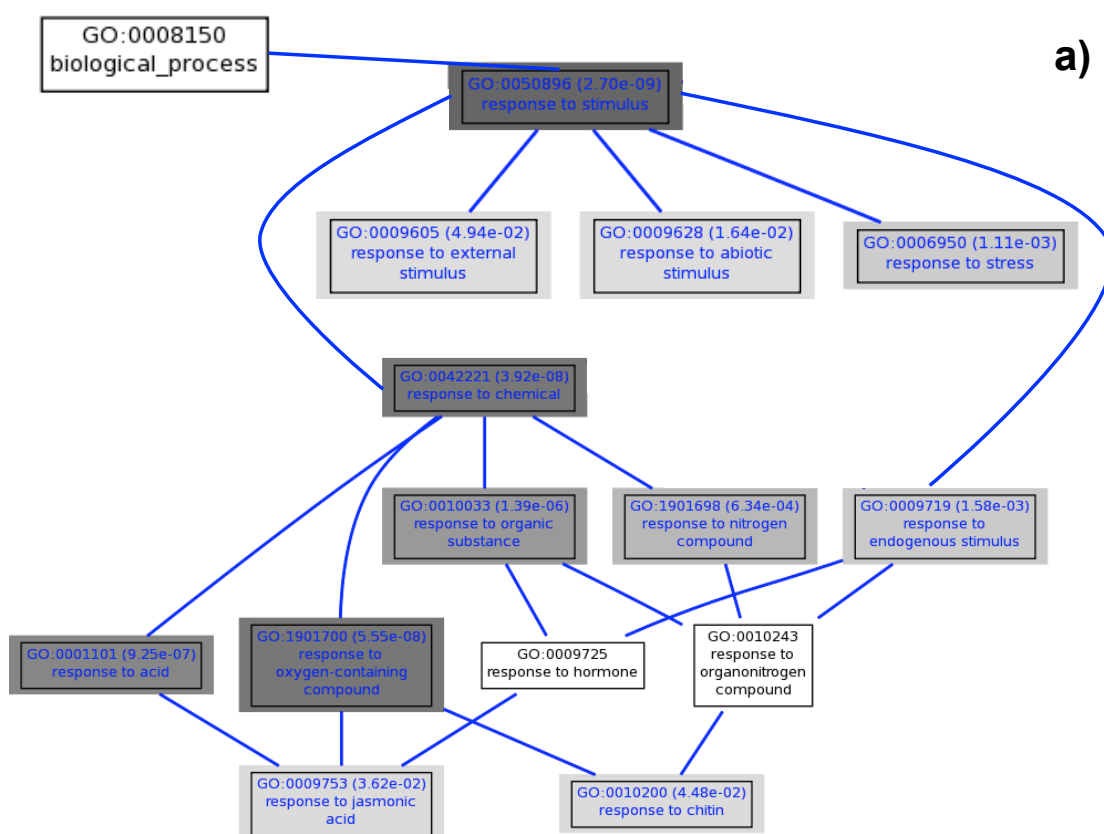 GO:0008150
biological_process
a)
GO:0050896 (2.70e-09)
response to stimulus
GO:0009605 (4.94e-02)
response to external
stimulus
GO:0009628 (1.64e-02)
response to abiotic
stimulus
GO:0006950 (1.11e-03)
response to stress
GO:0042221 (3.92e-08)
response to chemical
GO:0010033 (1.39e-06)
response to organic
substance
GO:1901698 (6.34e-04)
response to nitrogen
compound
GO:0009719 (1.58e-03)
response to
endogenous stimulus
GO:0001101 (9.25e-07)
response to acid
GO:1901700 (5.55e-08)
response to
oxygen-containing
compound
GO:0009725
response to hormone
GO:0010243
response to
organonitrogen
compound
GO:0009753 (3.62e-02)
response to jasmonic
acid
GO:0010200 (4.48e-02)
response to chitin